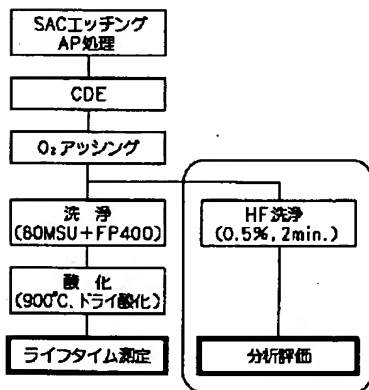 SACエッチング
AP処理
CDE
O₂アッシング
洗 浄
(80MSU+FP400)
HF洗浄
(0.5%, 2min.)
酸 化
(900°C、ドライ酸化)
ライフタイム測定
分析評価